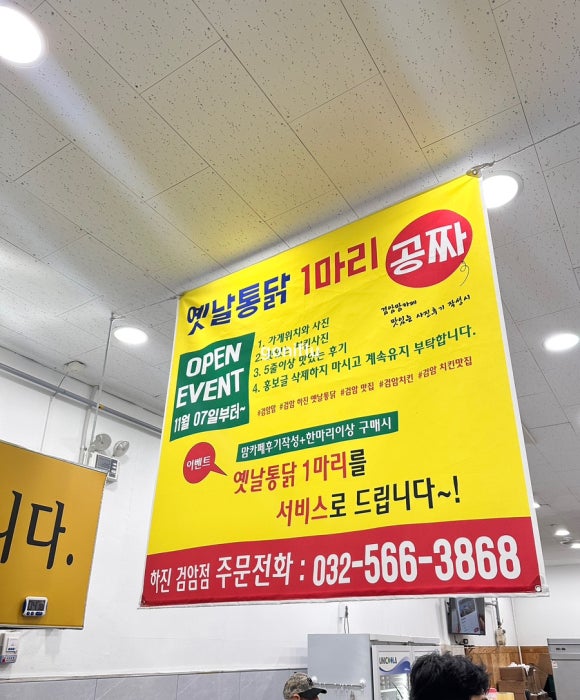 옛날통닭 1마리 공짜
검암맘카페
맛있는 사진후기 작성시
OPEN
EVENT
11월 07일부터~
1. 가게위치와 사진
2. 사진
3. 5줄이상 맛있는 후기
4. 홍보글 삭제하지 마시고 계속유지 부탁합니다.
#검암맘 #검암 하진 옛날통닭 #검암 맛집 #검암치킨 #검암 치킨맛집
맘카페후기작성+한마리이상 구매시
이벤트
옛날통닭 1마리를
서비스로 드립니다~!
하진 검암점 주문전화 : 032-566-3868
니다.